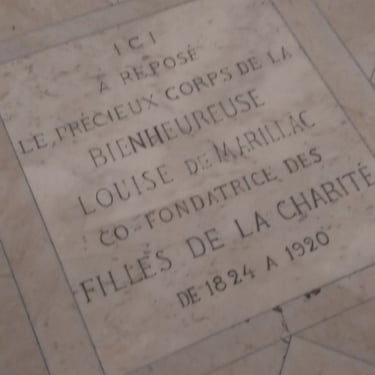 ICI
A REPOSÉ
LE PRÉCIEUX CORPS DE LA
BIENHEUREUSE
LOUISE DE MARILLAC
CO-FONDATRICE DES
FILLES DE LA CHARITÉ
DE 1824 A 1920